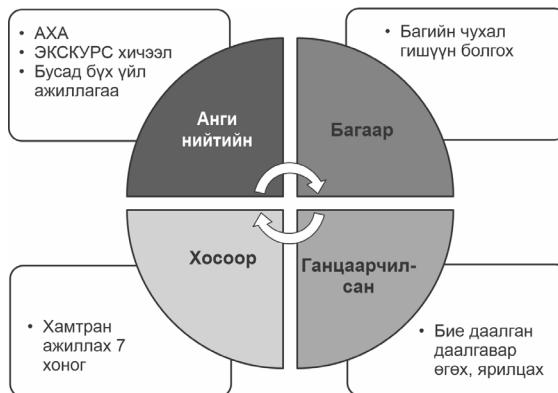 • АХА
• ЭКСКУРС хичээл
• Бусад бүх үйл
ажиллагаа
• Багийн чухал
гишүүн болгох
Анги
нийтийн
Багаар
Хосоор
Ганцаарчил-
сан
• Хамтран
ажиллах 7
хоног
• Бие даалган
даалгавар
өгөх, ярилцах